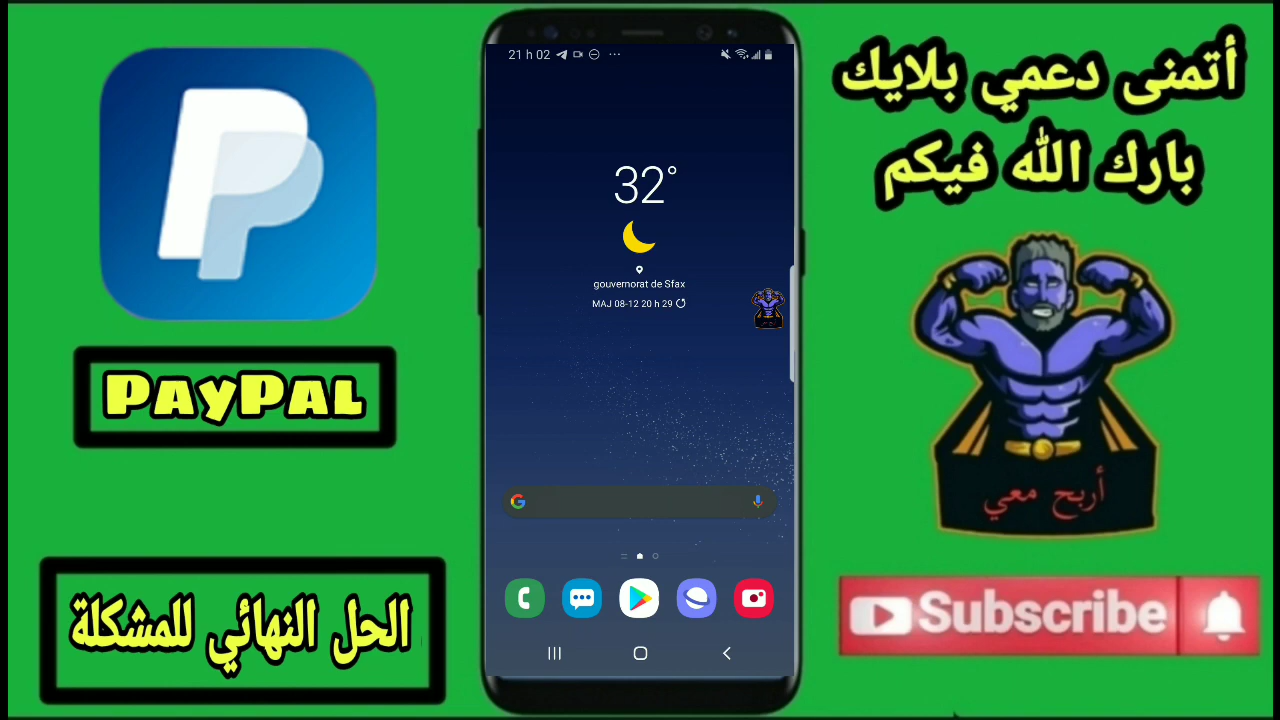 21 h 02
أتمنى دعمي بلايك
بارك الله فيكم
32°
gouvernorat de Sfax
MAJ 08-12 20 h 29
PayPal
أربح معي
الحل النهائي للمشكلة
Subscribe